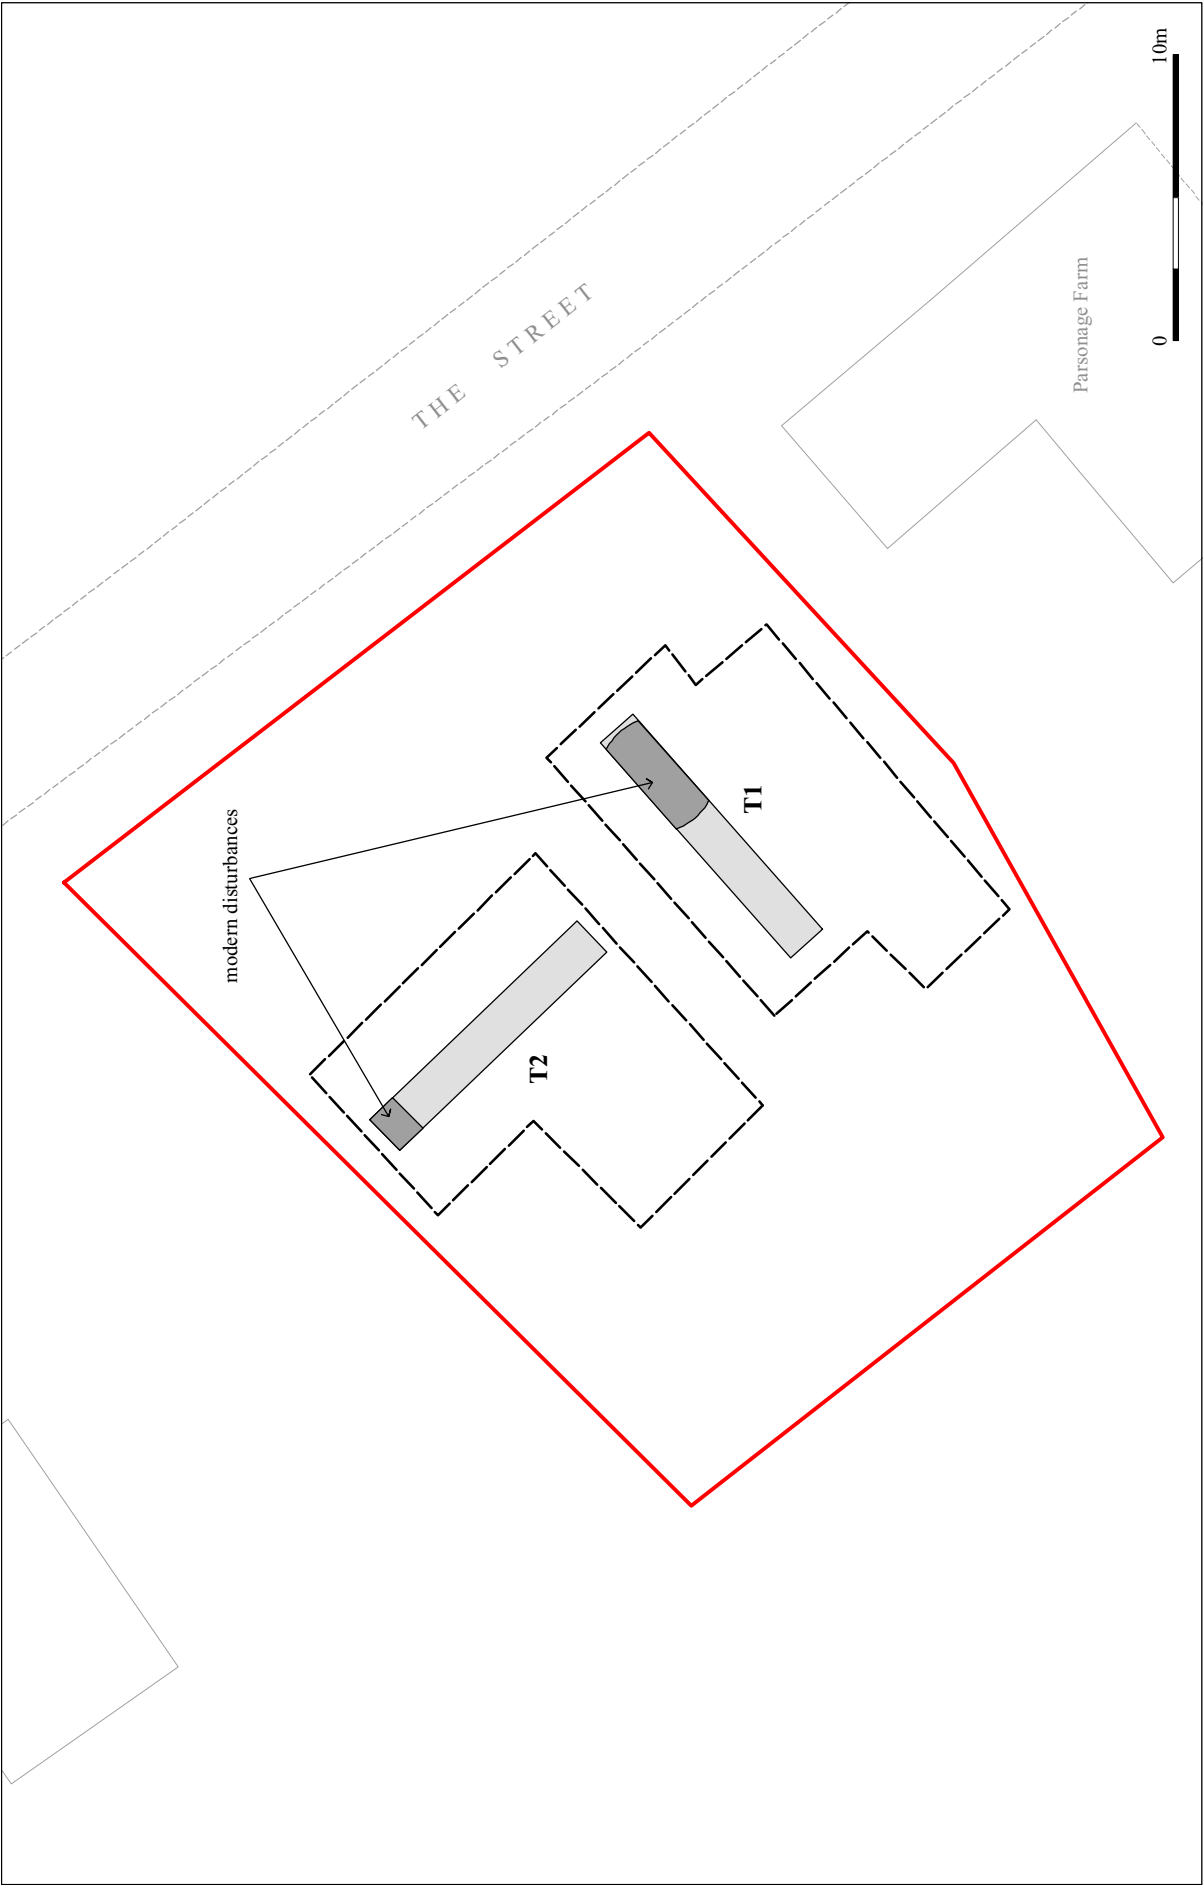 THE STREET
modern disturbances
T2
T1
Parsonage Farm
0
10m